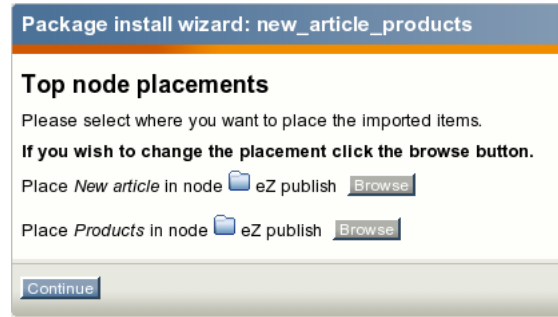 Package install wizard: new_article_products
Top node placements
Please select where you want to place the imported items.
If you wish to change the placement click the browse button.
Place New article in node eZ publish Browse
Place Products in node eZ publish Browse
Continue